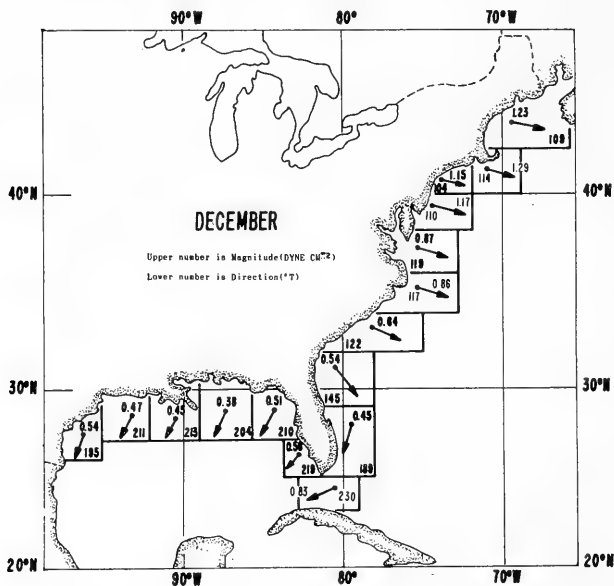 90°W 80° 70°W
1.23
109
1.15
104
114 1.29
40°N 40°N
110 1.17
DECEMBER
0.87
119
Upper number is Magnitude(DYNE CM⁻²)
Lower number is Direction(°T)
0.86
117
0.64
122
0.54
30°N 30°N
145
0.54 0.47 0.45 0.38 0.51 0.45
195 211 213 204 210
219 189
0.83 230
20°N 20°N
90°W 80° 70°W